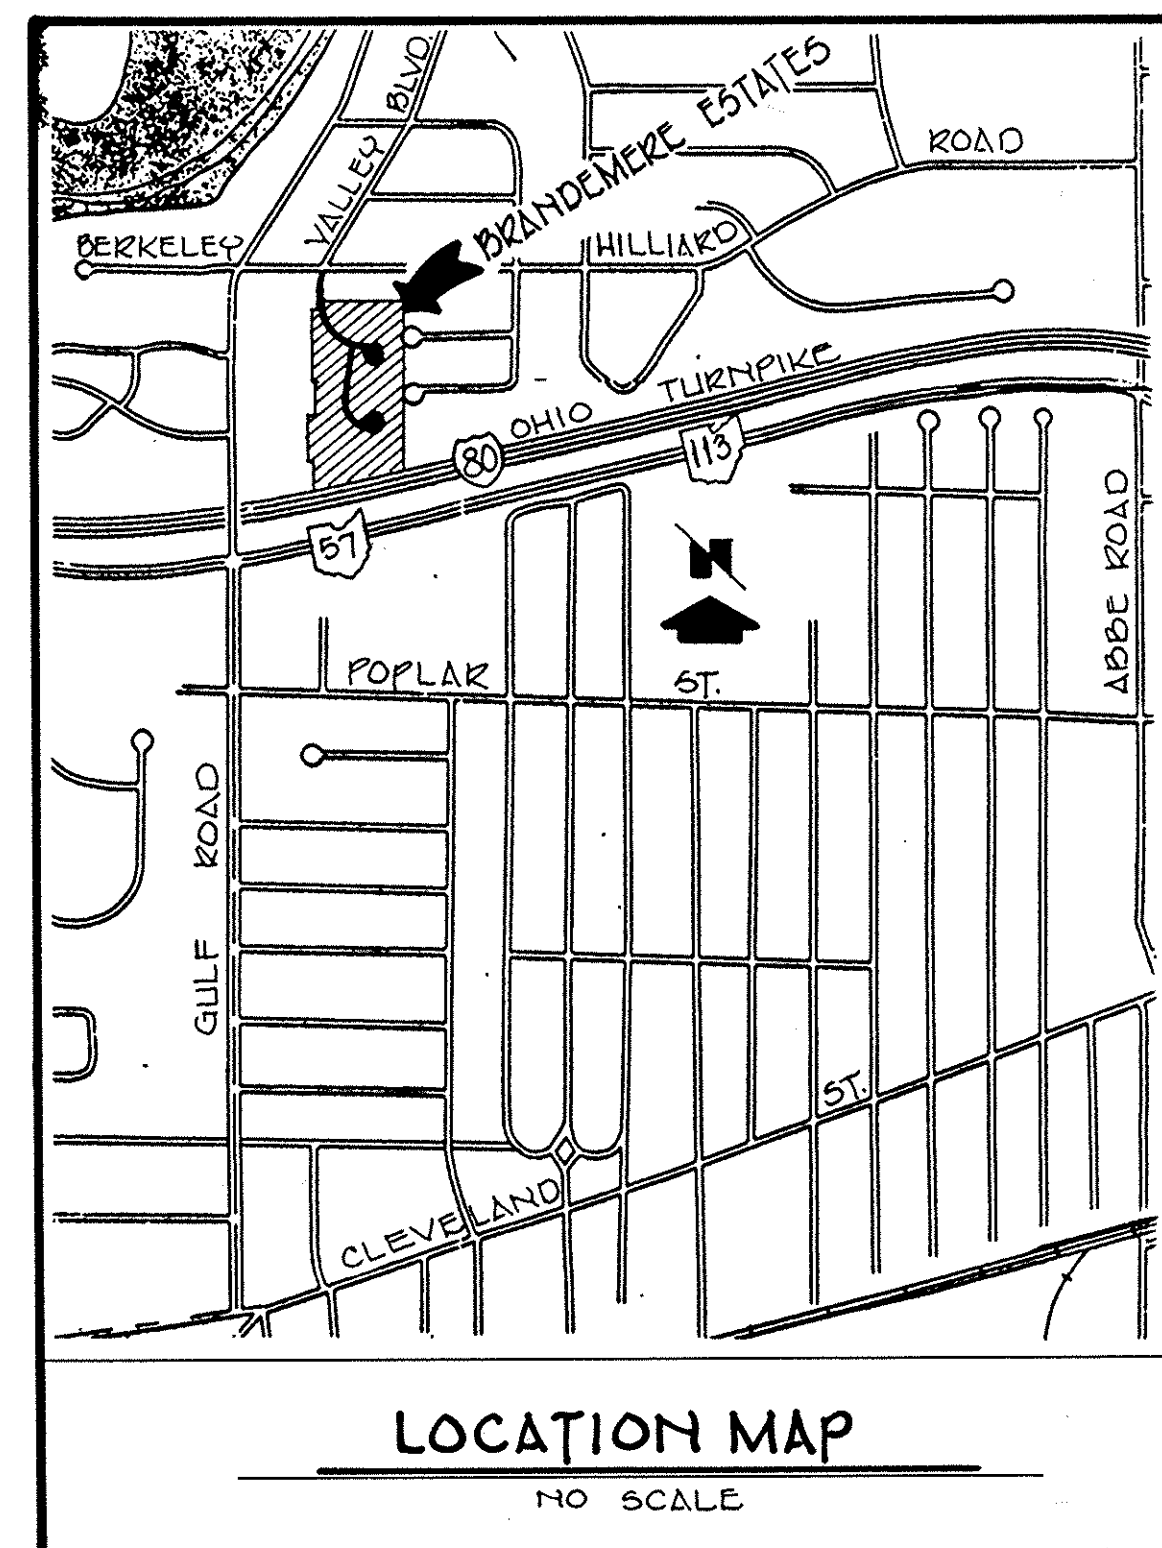 VALLEY BLVD.
BRANDEMERE ESTATES
ROAD
BERKELEY
HILLIARD
OHIO TURNPIKE
80
113
57
N
ABBE ROAD
POPLAR ST.
GULF ROAD
CLEVELAND ST.
LOCATION MAP
NO SCALE